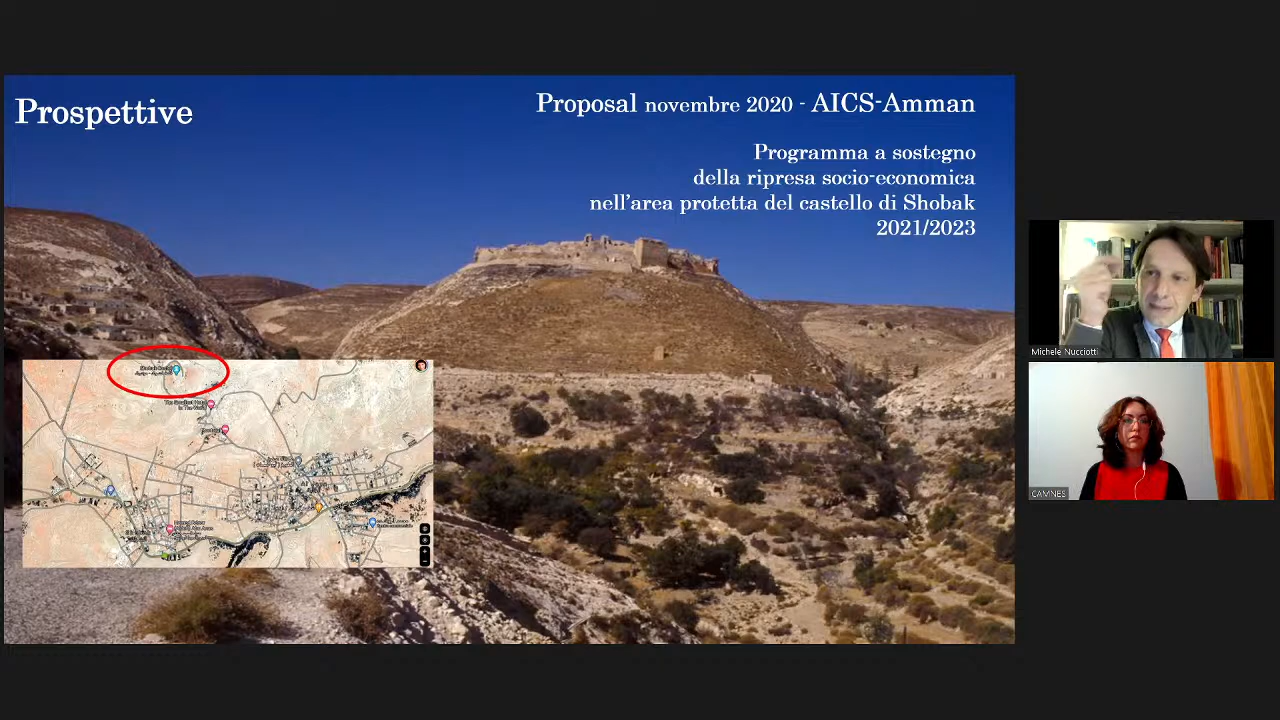 Prospettive
Proposal novembre 2020 - AICS-Amman
Programma a sostegno
della ripresa socio-economica
nell'area protetta del castello di Shobak
2021/2023
Michele Nucciotti
CAMNES